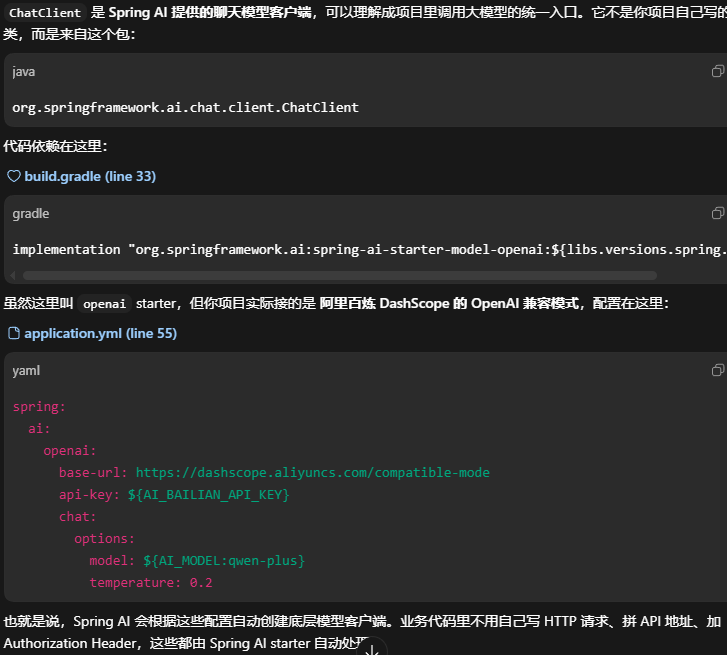 ChatClient 是 Spring AI 提供的聊天模型客户端，可以理解成项目里调用大模型的统一入口。它不是你项目自己写的
类，而是来自这个包：
java
org.springframework.ai.chat.client.ChatClient
代码依赖在这里：
build.gradle (line 33)
gradle
implementation "org.springframework.ai:spring-ai-starter-model-openai:${libs.versions.spring.
虽然这里叫 openai starter，但你项目实际接的是 阿里百炼 DashScope 的 OpenAI 兼容模式，配置在这里：
application.yml (line 55)
yaml
spring:
  ai:
    openai:
      base-url: https://dashscope.aliyuncs.com/compatible-mode
      api-key: ${AI_BAILIAN_API_KEY}
      chat:
        options:
          model: ${AI_MODEL:qwen-plus}
          temperature: 0.2
也就是说，Spring AI 会根据这些配置自动创建底层模型客户端。业务代码里不用自己写 HTTP 请求、拼 API 地址、加
Authorization Header，这些都由 Spring AI starter 自动处